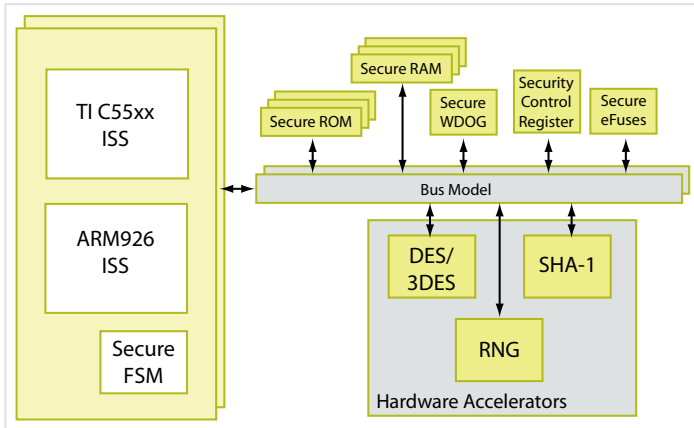 TI C55xx
ISS
ARM926
ISS
Secure
FSM
Secure ROM
Secure RAM
Secure
WDOG
Security
Control
Register
Secure
eFuses
Bus Model
DES/
3DES
SHA-1
RNG
Hardware Accelerators